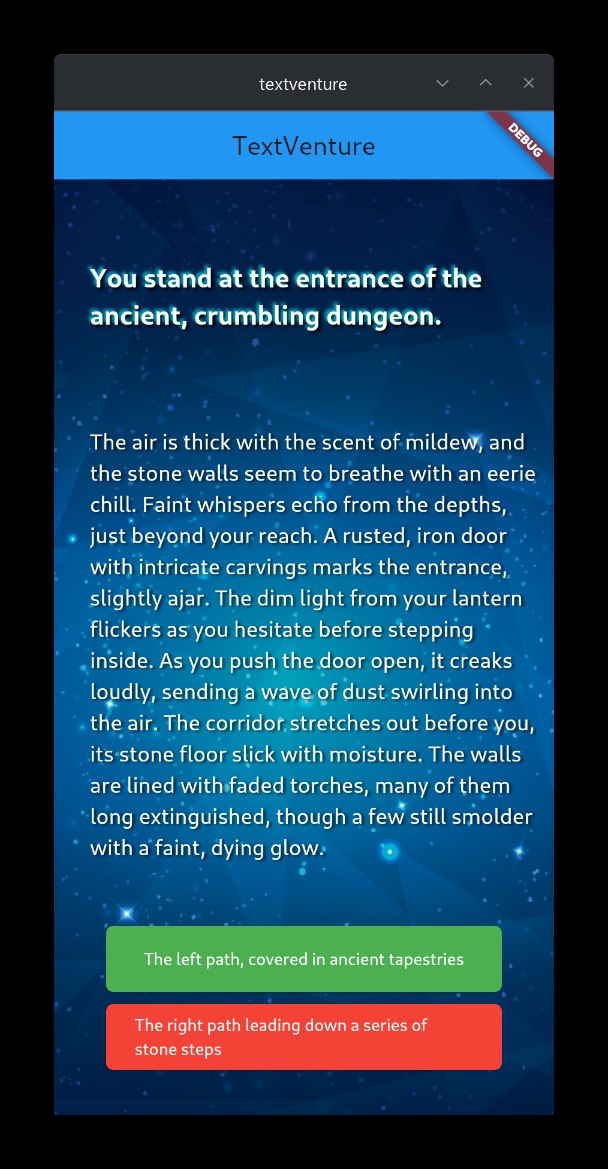 textventure
TextVenture
DEBUG
You stand at the entrance of the
ancient, crumbling dungeon.
The air is thick with the scent of mildew, and
the stone walls seem to breathe with an eerie
chill. Faint whispers echo from the depths,
just beyond your reach. A rusted, iron door
with intricate carvings marks the entrance,
slightly ajar. The dim light from your lantern
flickers as you hesitate before stepping
inside. As you push the door open, it creaks
loudly, sending a wave of dust swirling into
the air. The corridor stretches out before you,
its stone floor slick with moisture. The walls
are lined with faded torches, many of them
long extinguished, though a few still smolder
with a faint, dying glow.
The left path, covered in ancient tapestries
The right path leading down a series of
stone steps